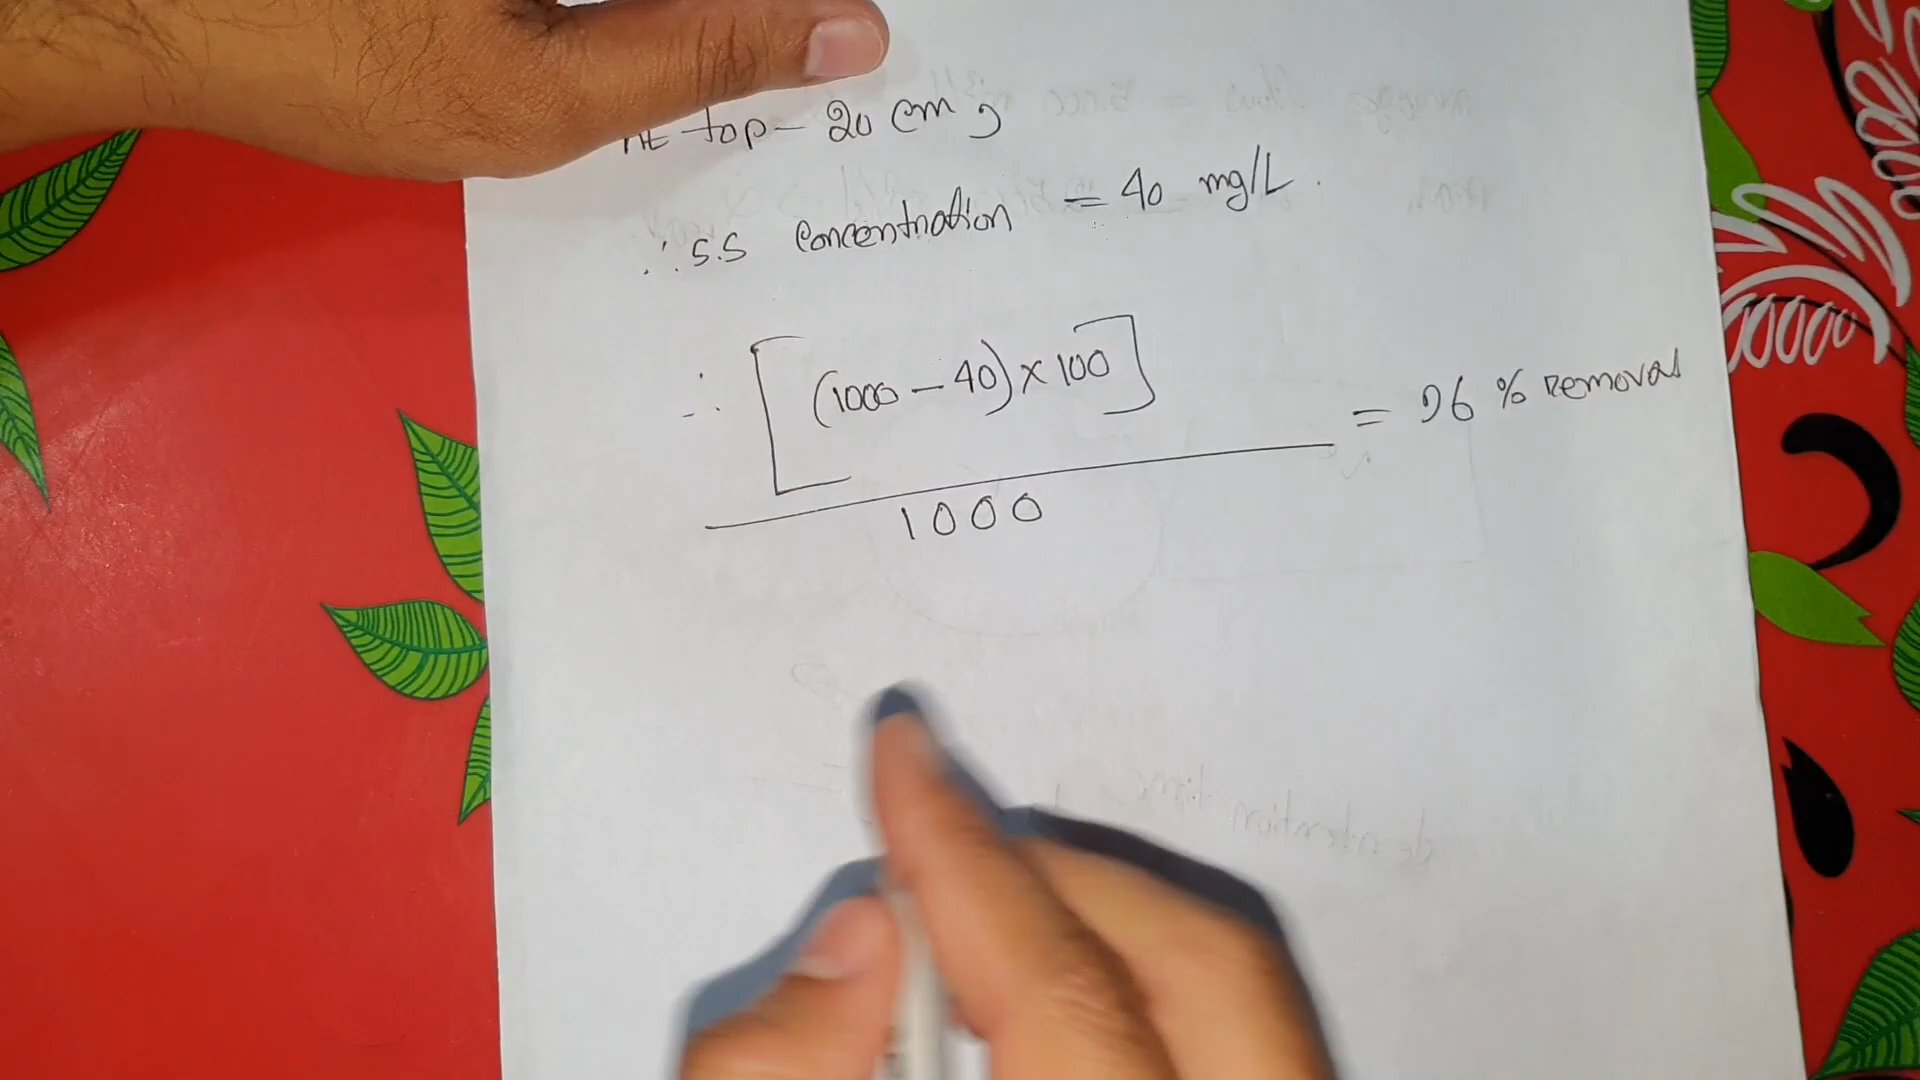 At top - 20 cm,
∴ S.S concentration = 40 mg/L.
∴ [(1000 - 40) x 100] = 96 % removal
1000